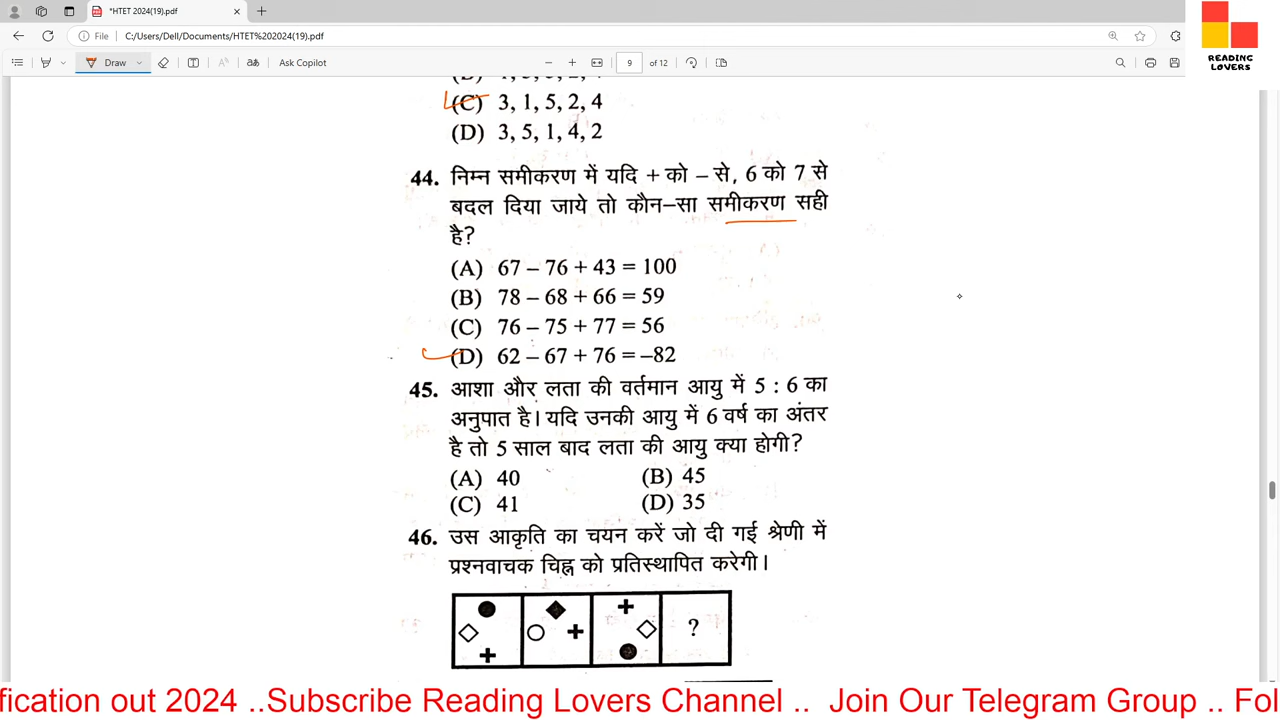 *HTET 2024(19).pdf
File C:/Users/Dell/Documents/HTET%202024(19).pdf
Draw Ask Copilot 9 of 12
READING
LOVERS
(C) 3, 1, 5, 2, 4
(D) 3, 5, 1, 4, 2
44. निम्न समीकरण में यदि + को – से, 6 को 7 से
बदल दिया जाये तो कौन–सा समीकरण सही
है?
(A) 67 – 76 + 43 = 100
(B) 78 – 68 + 66 = 59
(C) 76 – 75 + 77 = 56
(D) 62 – 67 + 76 = –82
45. आशा और लता की वर्तमान आयु में 5 : 6 का
अनुपात है। यदि उनकी आयु में 6 वर्ष का अंतर
है तो 5 साल बाद लता की आयु क्या होगी?
(A) 40 (B) 45
(C) 41 (D) 35
46. उस आकृति का चयन करें जो दी गई श्रेणी में
प्रश्नवाचक चिह्न को प्रतिस्थापित करेगी।
?
fication out 2024 ..Subscribe Reading Lovers Channel .. Join Our Telegram Group .. Fol